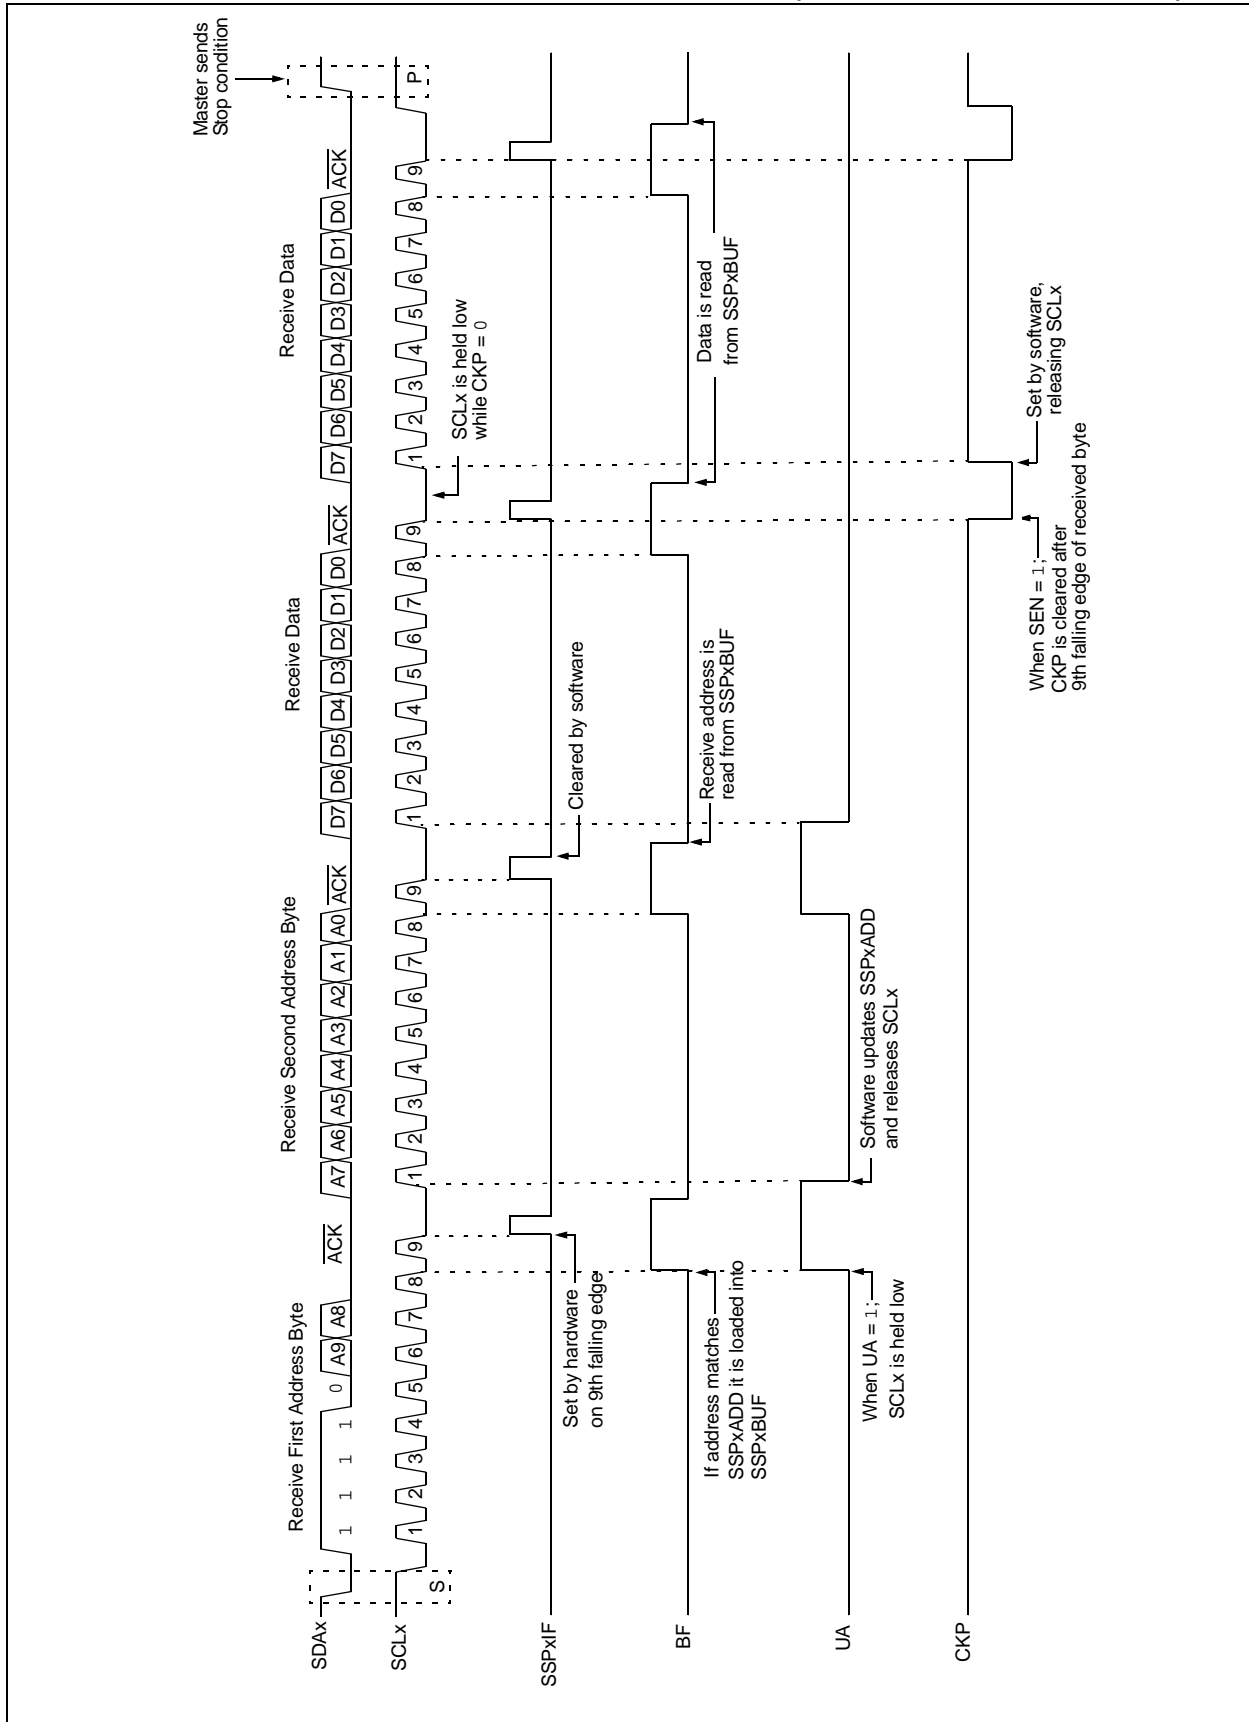 Master sends
Stop condition
Receive First Address Byte
Receive Second Address Byte
Receive Data
Receive Data
SDAx
1 1 1 1 0 A9 A8 ACK
A7 A6 A5 A4 A3 A2 A1 A0 ACK
D7 D6 D5 D4 D3 D2 D1 D0 ACK
D7 D6 D5 D4 D3 D2 D1 D0 ACK
SCLx
S
1 2 3 4 5 6 7 8 9
1 2 3 4 5 6 7 8 9
1 2 3 4 5 6 7 8 9
1 2 3 4 5 6 7 8 9
P
SCLx is held low
while CKP = 0
SSPxIF
Set by hardware
on 9th falling edge
Cleared by software
BF
If address matches
SSPxADD it is loaded into
SSPxBUF
Receive address is
read from SSPxBUF
Data is read
from SSPxBUF
UA
When UA = 1;
SCLx is held low
Software updates SSPxADD
and releases SCLx
CKP
When SEN = 1;
CKP is cleared after
9th falling edge of received byte
Set by software,
releasing SCLx